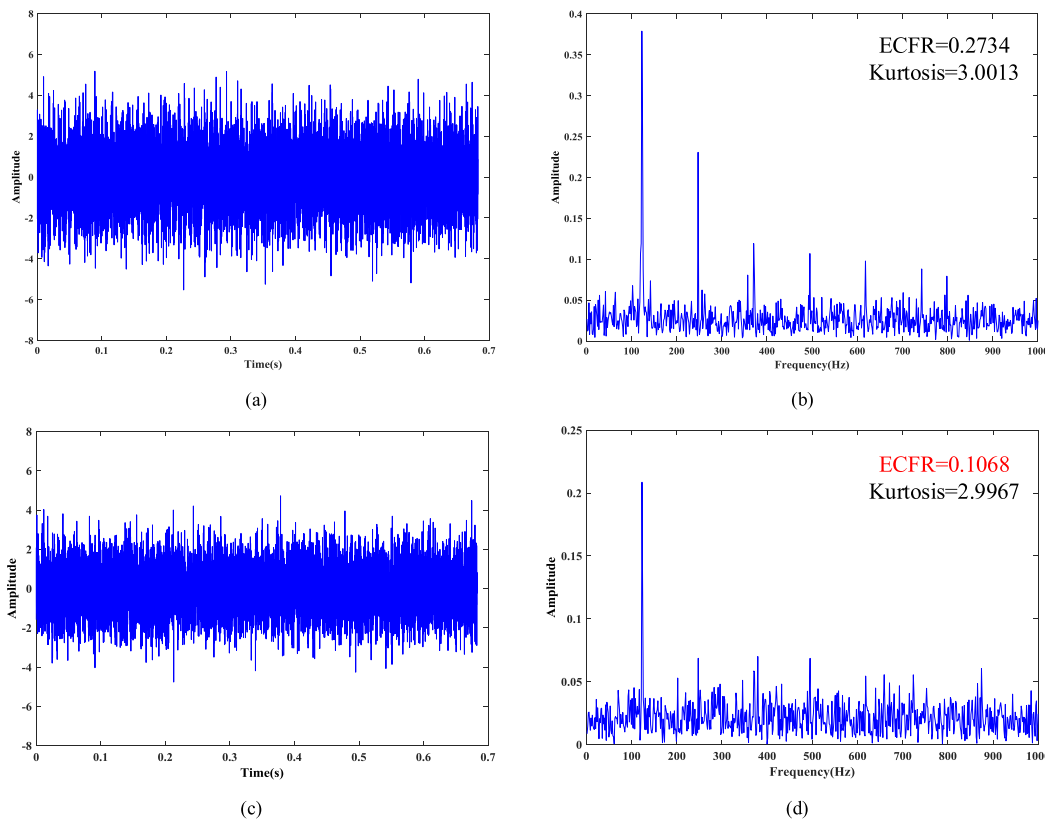 8
6
4
2
0
-2
-4
-6
-8
Amplitude
0 0.1 0.2 0.3 0.4 0.5 0.6 0.7
Time(s)
(a)
0.4
0.35
0.3
0.25
0.2
0.15
0.1
0.05
0
Amplitude
ECFR=0.2734
Kurtosis=3.0013
0 100 200 300 400 500 600 700 800 900 1000
Frequency(Hz)
(b)
8
6
4
2
0
-2
-4
-6
-8
Amplitude
0 0.1 0.2 0.3 0.4 0.5 0.6 0.7
Time(s)
(c)
0.25
0.2
0.15
0.1
0.05
0
Amplitude
ECFR=0.1068
Kurtosis=2.9967
0 100 200 300 400 500 600 700 800 900 1000
Frequency(Hz)
(d)